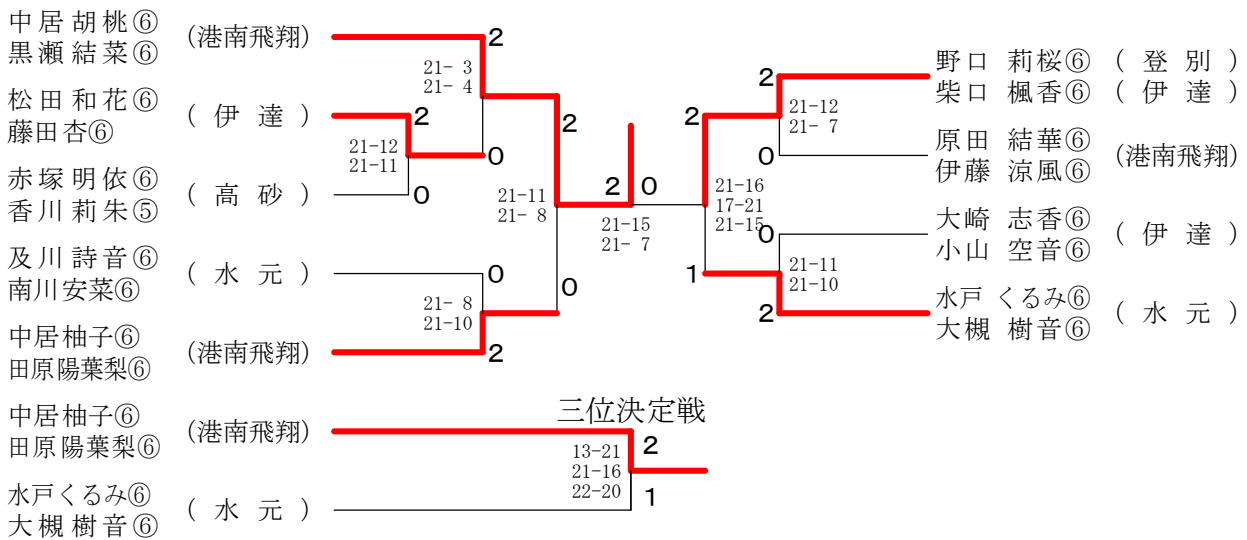 中居胡桃⑥
黒瀬結菜⑥
(港南飛翔)
松田和花⑥
藤田杏⑥
( 伊 達 )
赤塚明依⑥
香川莉朱⑤
( 高 砂 )
及川詩音⑥
南川安菜⑥
( 水 元 )
中居柚子⑥
田原陽葉梨⑥
(港南飛翔)
2
21- 3
21- 4
0
2
21-12
21-11
0
2
21-11
21- 8
0
0
21- 8
21-10
2
2 0
21-15
21- 7
2
21-16
17-21
21-15
1
2
21-12
21- 7
0
0
21-11
21-10
2
野口 莉桜⑥ ( 登 別 )
柴口 楓香⑥ ( 伊 達 )
原田 結華⑥
伊藤 涼風⑥
(港南飛翔)
大崎 志香⑥
小山 空音⑥
( 伊 達 )
水戸 くるみ⑥
大槻 樹音⑥
( 水 元 )
三位決定戦
中居柚子⑥
田原陽葉梨⑥
(港南飛翔)
水戸くるみ⑥
大槻樹音⑥
( 水 元 )
13-21
21-16
22-20
2
1